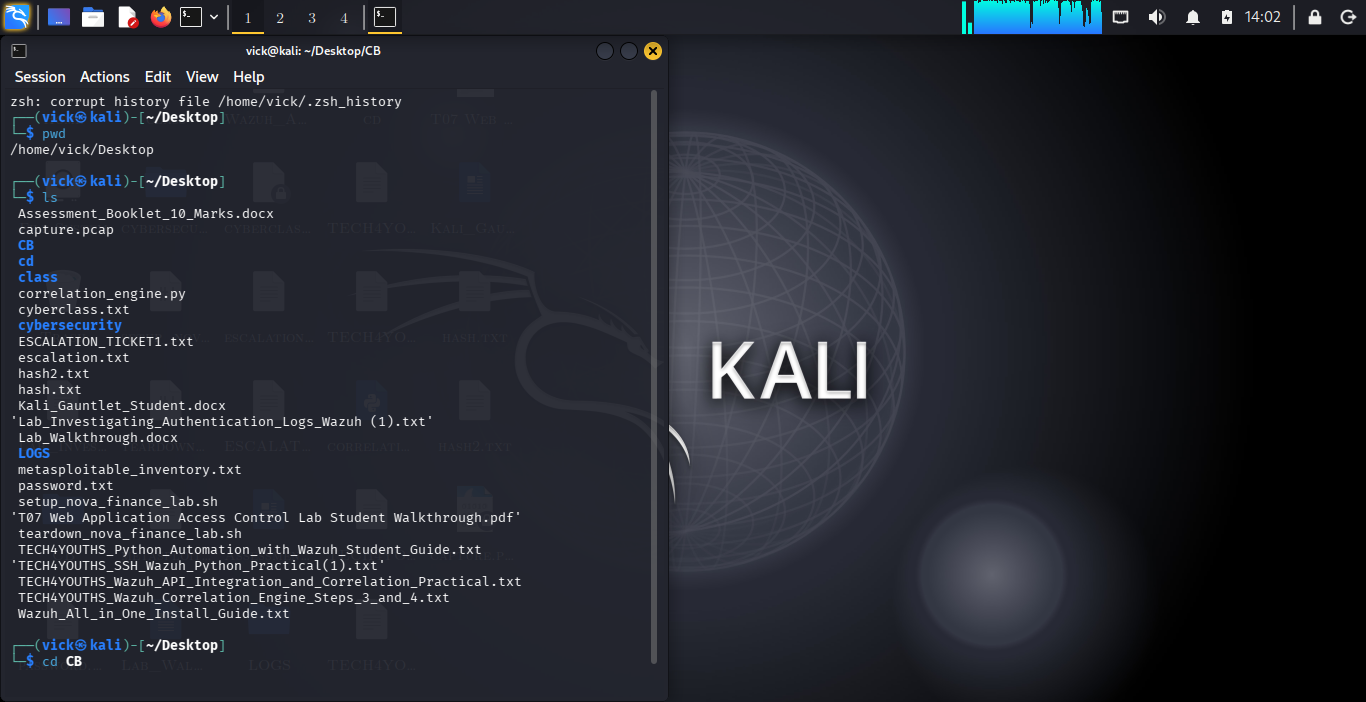 1 2 3 4 14:02
vick@kali: ~/Desktop/CB
Session Actions Edit View Help
zsh: corrupt history file /home/vick/.zsh_history
┌──(vick㉿kali)-[~/Desktop]
└─$ pwd
/home/vick/Desktop
┌──(vick㉿kali)-[~/Desktop]
└─$ ls
Assessment_Booklet_10_Marks.docx
capture.pcap
CB
cd
class
correlation_engine.py
cyberclass.txt
cybersecurity
ESCALATION_TICKET1.txt
escalation.txt
hash2.txt
hash.txt
Kali_Gauntlet_Student.docx
'Lab_Investigating_Authentication_Logs_Wazuh (1).txt'
Lab_Walkthrough.docx
LOGS
metasploitable_inventory.txt
password.txt
setup_nova_finance_lab.sh
'T07 Web Application Access Control Lab Student Walkthrough.pdf'
teardown_nova_finance_lab.sh
TECH4YOUTHS_Python_Automation_with_Wazuh_Student_Guide.txt
'TECH4YOUTHS_SSH_Wazuh_Python_Practical(1).txt'
TECH4YOUTHS_Wazuh_API_Integration_and_Correlation_Practical.txt
TECH4YOUTHS_Wazuh_Correlation_Engine_Steps_3_and_4.txt
Wazuh_All_in_One_Install_Guide.txt
┌──(vick㉿kali)-[~/Desktop]
└─$ cd CB
KALI